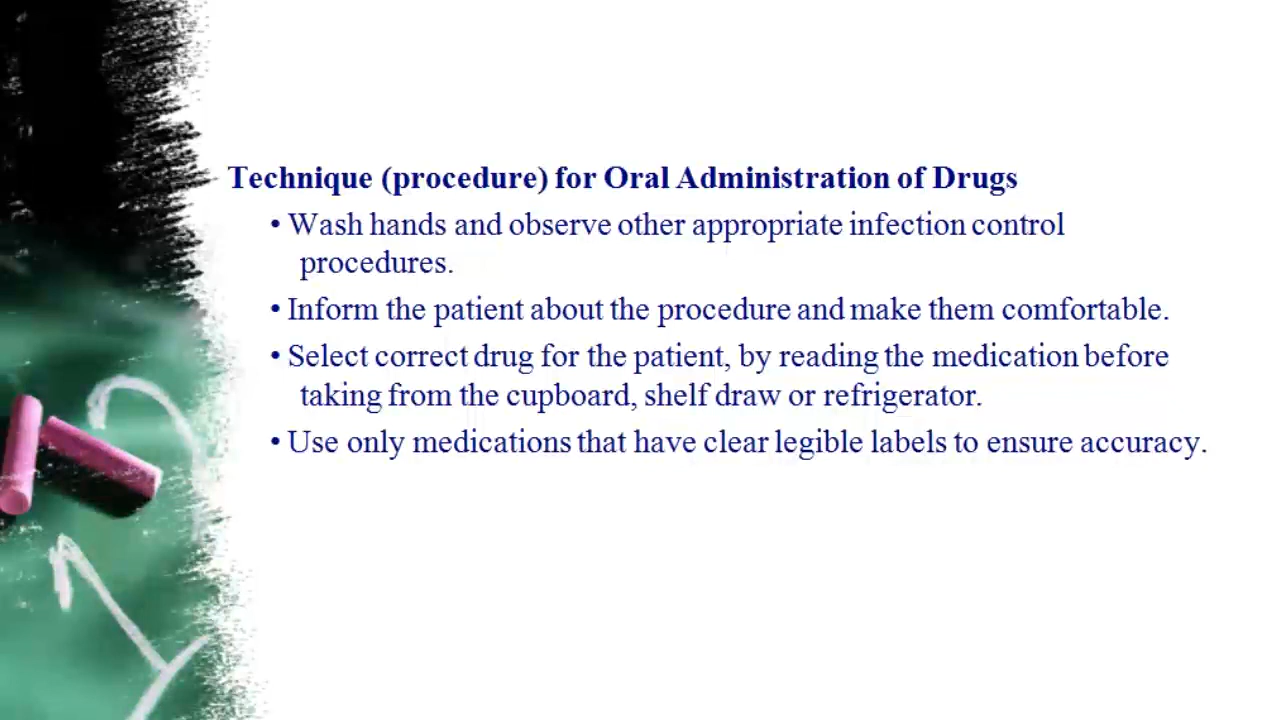 Technique (procedure) for Oral Administration of Drugs
• Wash hands and observe other appropriate infection control
procedures.
• Inform the patient about the procedure and make them comfortable.
• Select correct drug for the patient, by reading the medication before
taking from the cupboard, shelf draw or refrigerator.
• Use only medications that have clear legible labels to ensure accuracy.